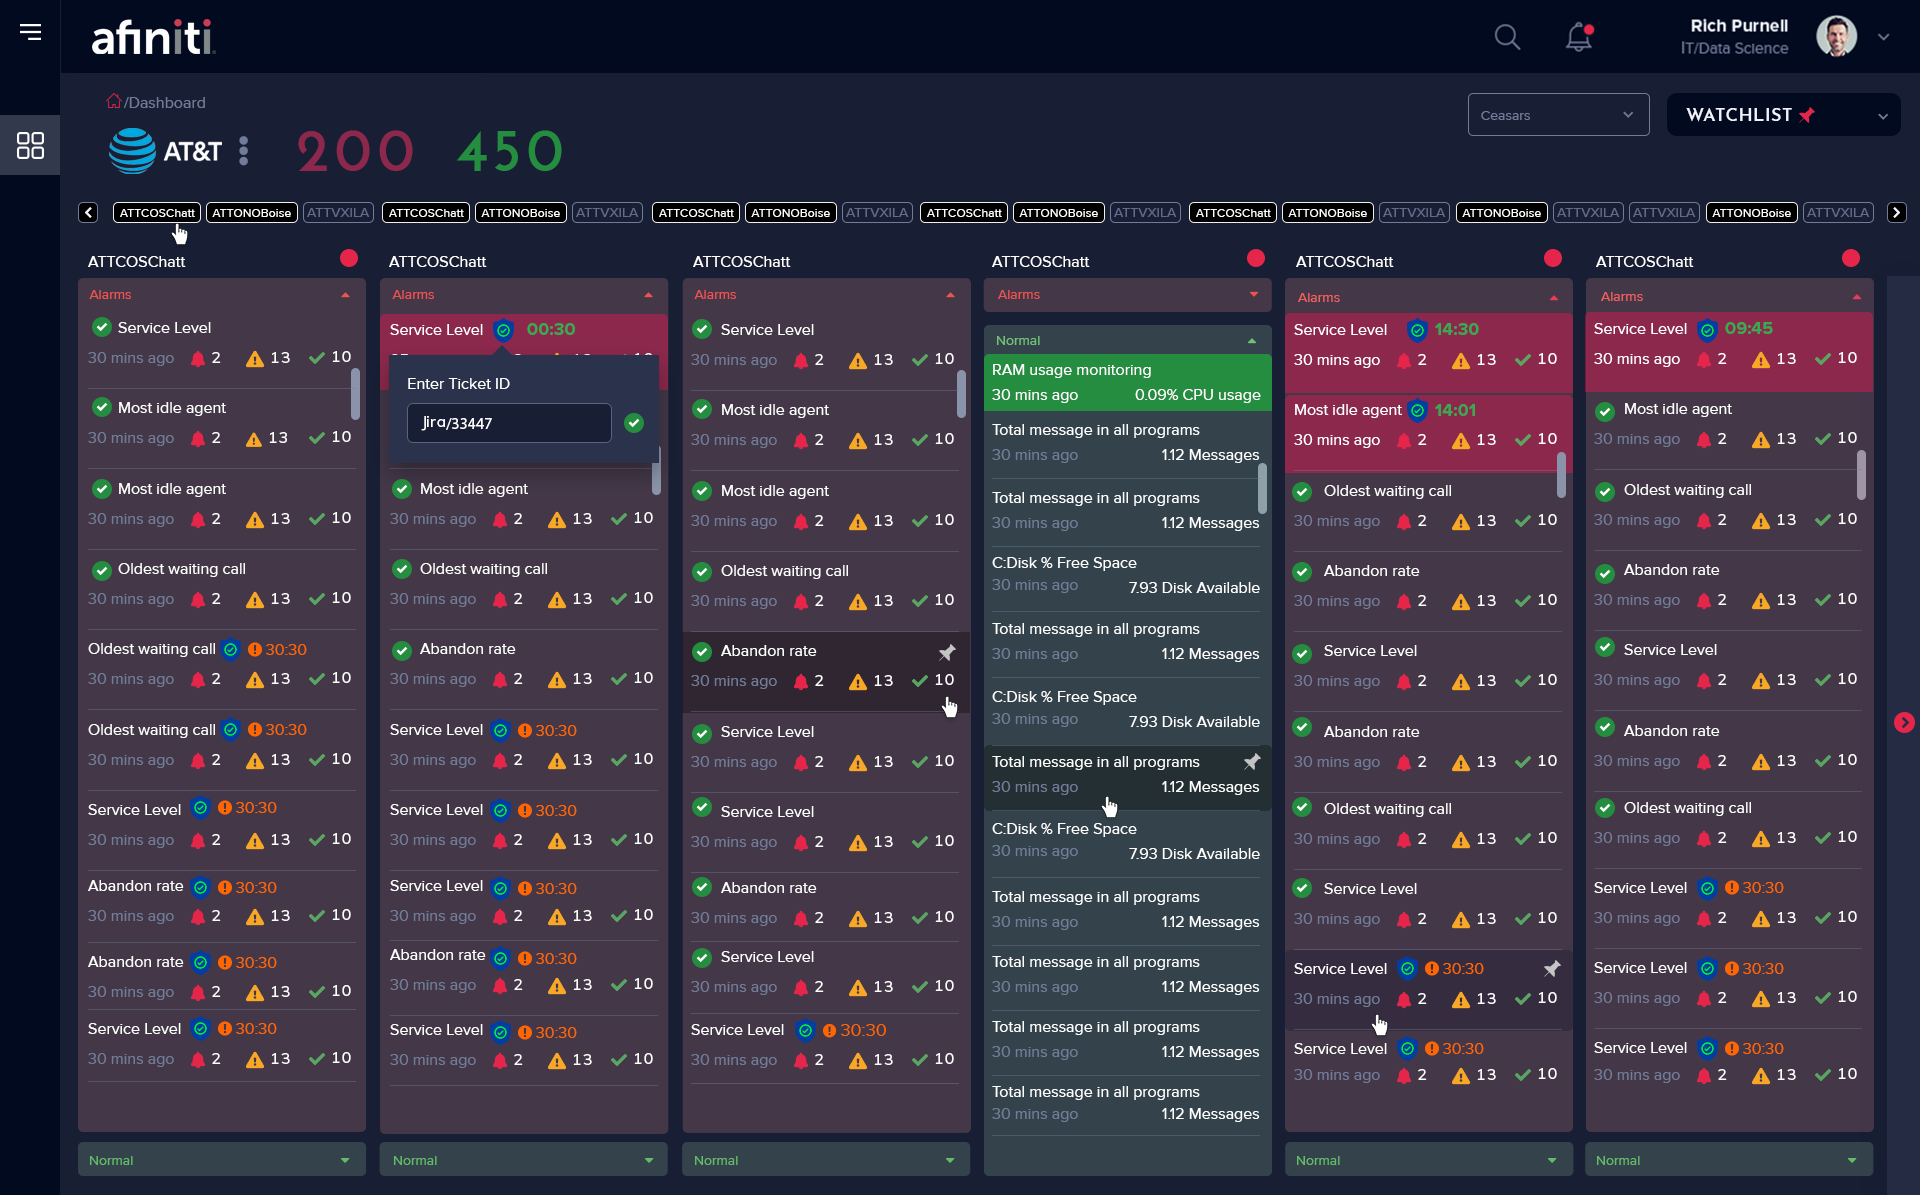 afiniti
Rich Purnell
IT/Data Science
/Dashboard
Ceasars
WATCHLIST
AT&T
200 450
ATTCOSChatt ATTONOBoise ATTVXILA ATTCOSChatt ATTONOBoise ATTVXILA ATTCOSChatt ATTONOBoise ATTVXILA ATTCOSChatt ATTONOBoise ATTVXILA ATTCOSChatt ATTONOBoise ATTVXILA ATTONOBoise ATTVXILA ATTVXILA ATTONOBoise ATTVXILA
ATTCOSChatt
Alarms
Service Level
30 mins ago 2 13 10
Most idle agent
30 mins ago 2 13 10
Most idle agent
30 mins ago 2 13 10
Oldest waiting call
30 mins ago 2 13 10
Oldest waiting call 30:30
30 mins ago 2 13 10
Oldest waiting call 30:30
30 mins ago 2 13 10
Service Level 30:30
30 mins ago 2 13 10
Abandon rate 30:30
30 mins ago 2 13 10
Abandon rate 30:30
30 mins ago 2 13 10
Service Level 30:30
30 mins ago 2 13 10
Normal
ATTCOSChatt
Alarms
Service Level 00:30
Enter Ticket ID
Jira/33447
Most idle agent
30 mins ago 2 13 10
Oldest waiting call
30 mins ago 2 13 10
Abandon rate
30 mins ago 2 13 10
Service Level 30:30
30 mins ago 2 13 10
Service Level 30:30
30 mins ago 2 13 10
Service Level 30:30
30 mins ago 2 13 10
Abandon rate 30:30
30 mins ago 2 13 10
Service Level 30:30
30 mins ago 2 13 10
Normal
ATTCOSChatt
Alarms
Service Level
30 mins ago 2 13 10
Most idle agent
30 mins ago 2 13 10
Most idle agent
30 mins ago 2 13 10
Oldest waiting call
30 mins ago 2 13 10
Abandon rate
30 mins ago 2 13 10
Service Level
30 mins ago 2 13 10
Service Level
30 mins ago 2 13 10
Abandon rate
30 mins ago 2 13 10
Service Level
30 mins ago 2 13 10
Service Level 30:30
30 mins ago 2 13 10
Normal
ATTCOSChatt
Alarms
Normal
RAM usage monitoring
30 mins ago 0.09% CPU usage
Total message in all programs
30 mins ago 1.12 Messages
Total message in all programs
30 mins ago 1.12 Messages
C:Disk % Free Space
30 mins ago 7.93 Disk Available
Total message in all programs
30 mins ago 1.12 Messages
C:Disk % Free Space
30 mins ago 7.93 Disk Available
Total message in all programs
30 mins ago 1.12 Messages
C:Disk % Free Space
30 mins ago 7.93 Disk Available
Total message in all programs
30 mins ago 1.12 Messages
Total message in all programs
30 mins ago 1.12 Messages
Total message in all programs
30 mins ago 1.12 Messages
Total message in all programs
30 mins ago 1.12 Messages
ATTCOSChatt
Alarms
Service Level 14:30
30 mins ago 2 13 10
Most idle agent 14:01
30 mins ago 2 13 10
Oldest waiting call
30 mins ago 2 13 10
Abandon rate
30 mins ago 2 13 10
Service Level
30 mins ago 2 13 10
Abandon rate
30 mins ago 2 13 10
Oldest waiting call
30 mins ago 2 13 10
Service Level
30 mins ago 2 13 10
Service Level 30:30
30 mins ago 2 13 10
Service Level 30:30
30 mins ago 2 13 10
Normal
ATTCOSChatt
Alarms
Service Level 09:45
30 mins ago 2 13 10
Most idle agent
30 mins ago 2 13 10
Oldest waiting call
30 mins ago 2 13 10
Abandon rate
30 mins ago 2 13 10
Service Level
30 mins ago 2 13 10
Abandon rate
30 mins ago 2 13 10
Oldest waiting call
30 mins ago 2 13 10
Service Level 30:30
30 mins ago 2 13 10
Service Level 30:30
30 mins ago 2 13 10
Service Level 30:30
30 mins ago 2 13 10
Normal